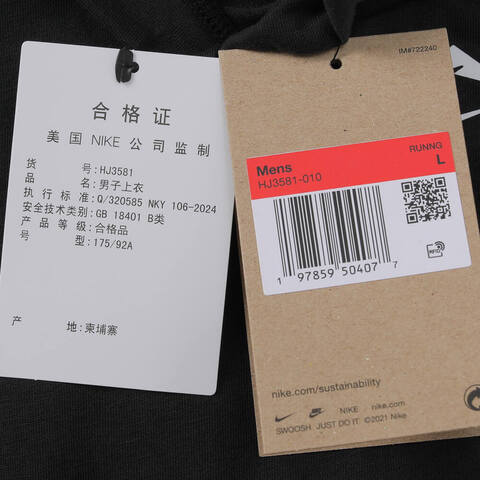 合格证
美国 NIKE 公司监制
货 号:HJ3581
品 名:男子上衣
执行标准:Q/320585 NKY 106-2024
安全技术类别:GB 18401 B类
产品等级:合格品
号 型:175/92A
产 地:柬埔寨
IM#722240
RUNNG
Mens
L
HJ3581-010
RFID
1 97859 50407 7
nike.com/sustainability
NIKE
nike.com
SWOOSH JUST DO IT ©2021 Nike